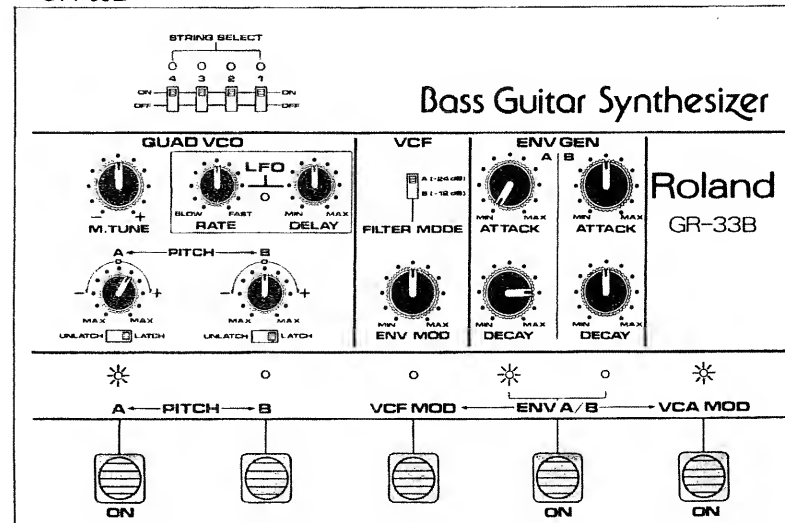 STRING SELECT
4 3 2 1
ON ON
OFF OFF
Bass Guitar Synthesizer
QUAD VCO
VCF
ENV GEN
A B
LFO
A (-24 dB)
B (-12 dB)
Roland
GR-33B
- +
M.TUNE
SLOW FAST
RATE
MIN MAX
DELAY
FILTER MODE
MIN MAX
ATTACK
MIN MAX
ATTACK
A PITCH B
- + - +
MAX MAX
MAX MAX
UNLATCH LATCH
UNLATCH LATCH
MIN MAX
ENV MOD
MIN MAX
DECAY
MIN MAX
DECAY
A PITCH B VCF MOD ENV A/B VCA MOD
ON ON ON